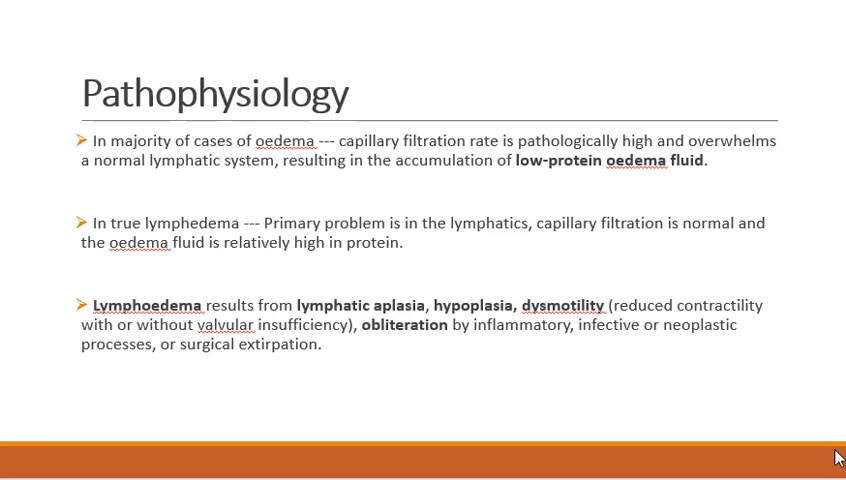 Pathophysiology
In majority of cases of oedema --- capillary filtration rate is pathologically high and overwhelms
a normal lymphatic system, resulting in the accumulation of low-protein oedema fluid.
In true lymphedema --- Primary problem is in the lymphatics, capillary filtration is normal and
the oedema fluid is relatively high in protein.
Lymphoedema results from lymphatic aplasia, hypoplasia, dysmotility (reduced contractility
with or without valvular insufficiency), obliteration by inflammatory, infective or neoplastic
processes, or surgical extirpation.